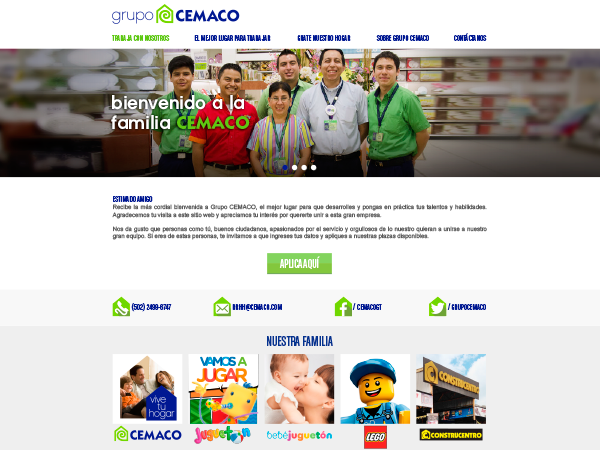 grupo CEMACO
TRABAJA CON NOSOTROS EL MEJOR LUGAR PARA TRABAJAR GRATE NUESTRO HOGAR SOBRE GRUPO CEMACO CONTÁCTANOS
bienvenido a la
familia CEMACO
ESTIMADO AMIGO
Recibe la más cordial bienvenida a Grupo CEMACO, el mejor lugar para que desarrolles y pongas en práctica tus talentos y habilidades.
Agradecemos tu visita a este sitio web y apreciamos tu interés por quererte unir a esta gran empresa.
Nos da gusto que personas como tú, buenos ciudadanos, apasionados por el servicio y orgullosos de lo nuestro quieran a unirse a nuestro
gran equipo. Si eres de estas personas, te invitamos a que ingreses tus datos y apliques a nuestras plazas disponibles.
APLICA AQUÍ
(502) 2499-6747 RRHH@CEMACO.COM / CEMACOGT / GRUPOCEMACO
NUESTRA FAMILIA
vive
tu
hogar
VAMOS A
JUGAR
CONSTRUCENTRO
CEMACO juguetón bebéjuguetón LEGO CONSTRUCENTRO